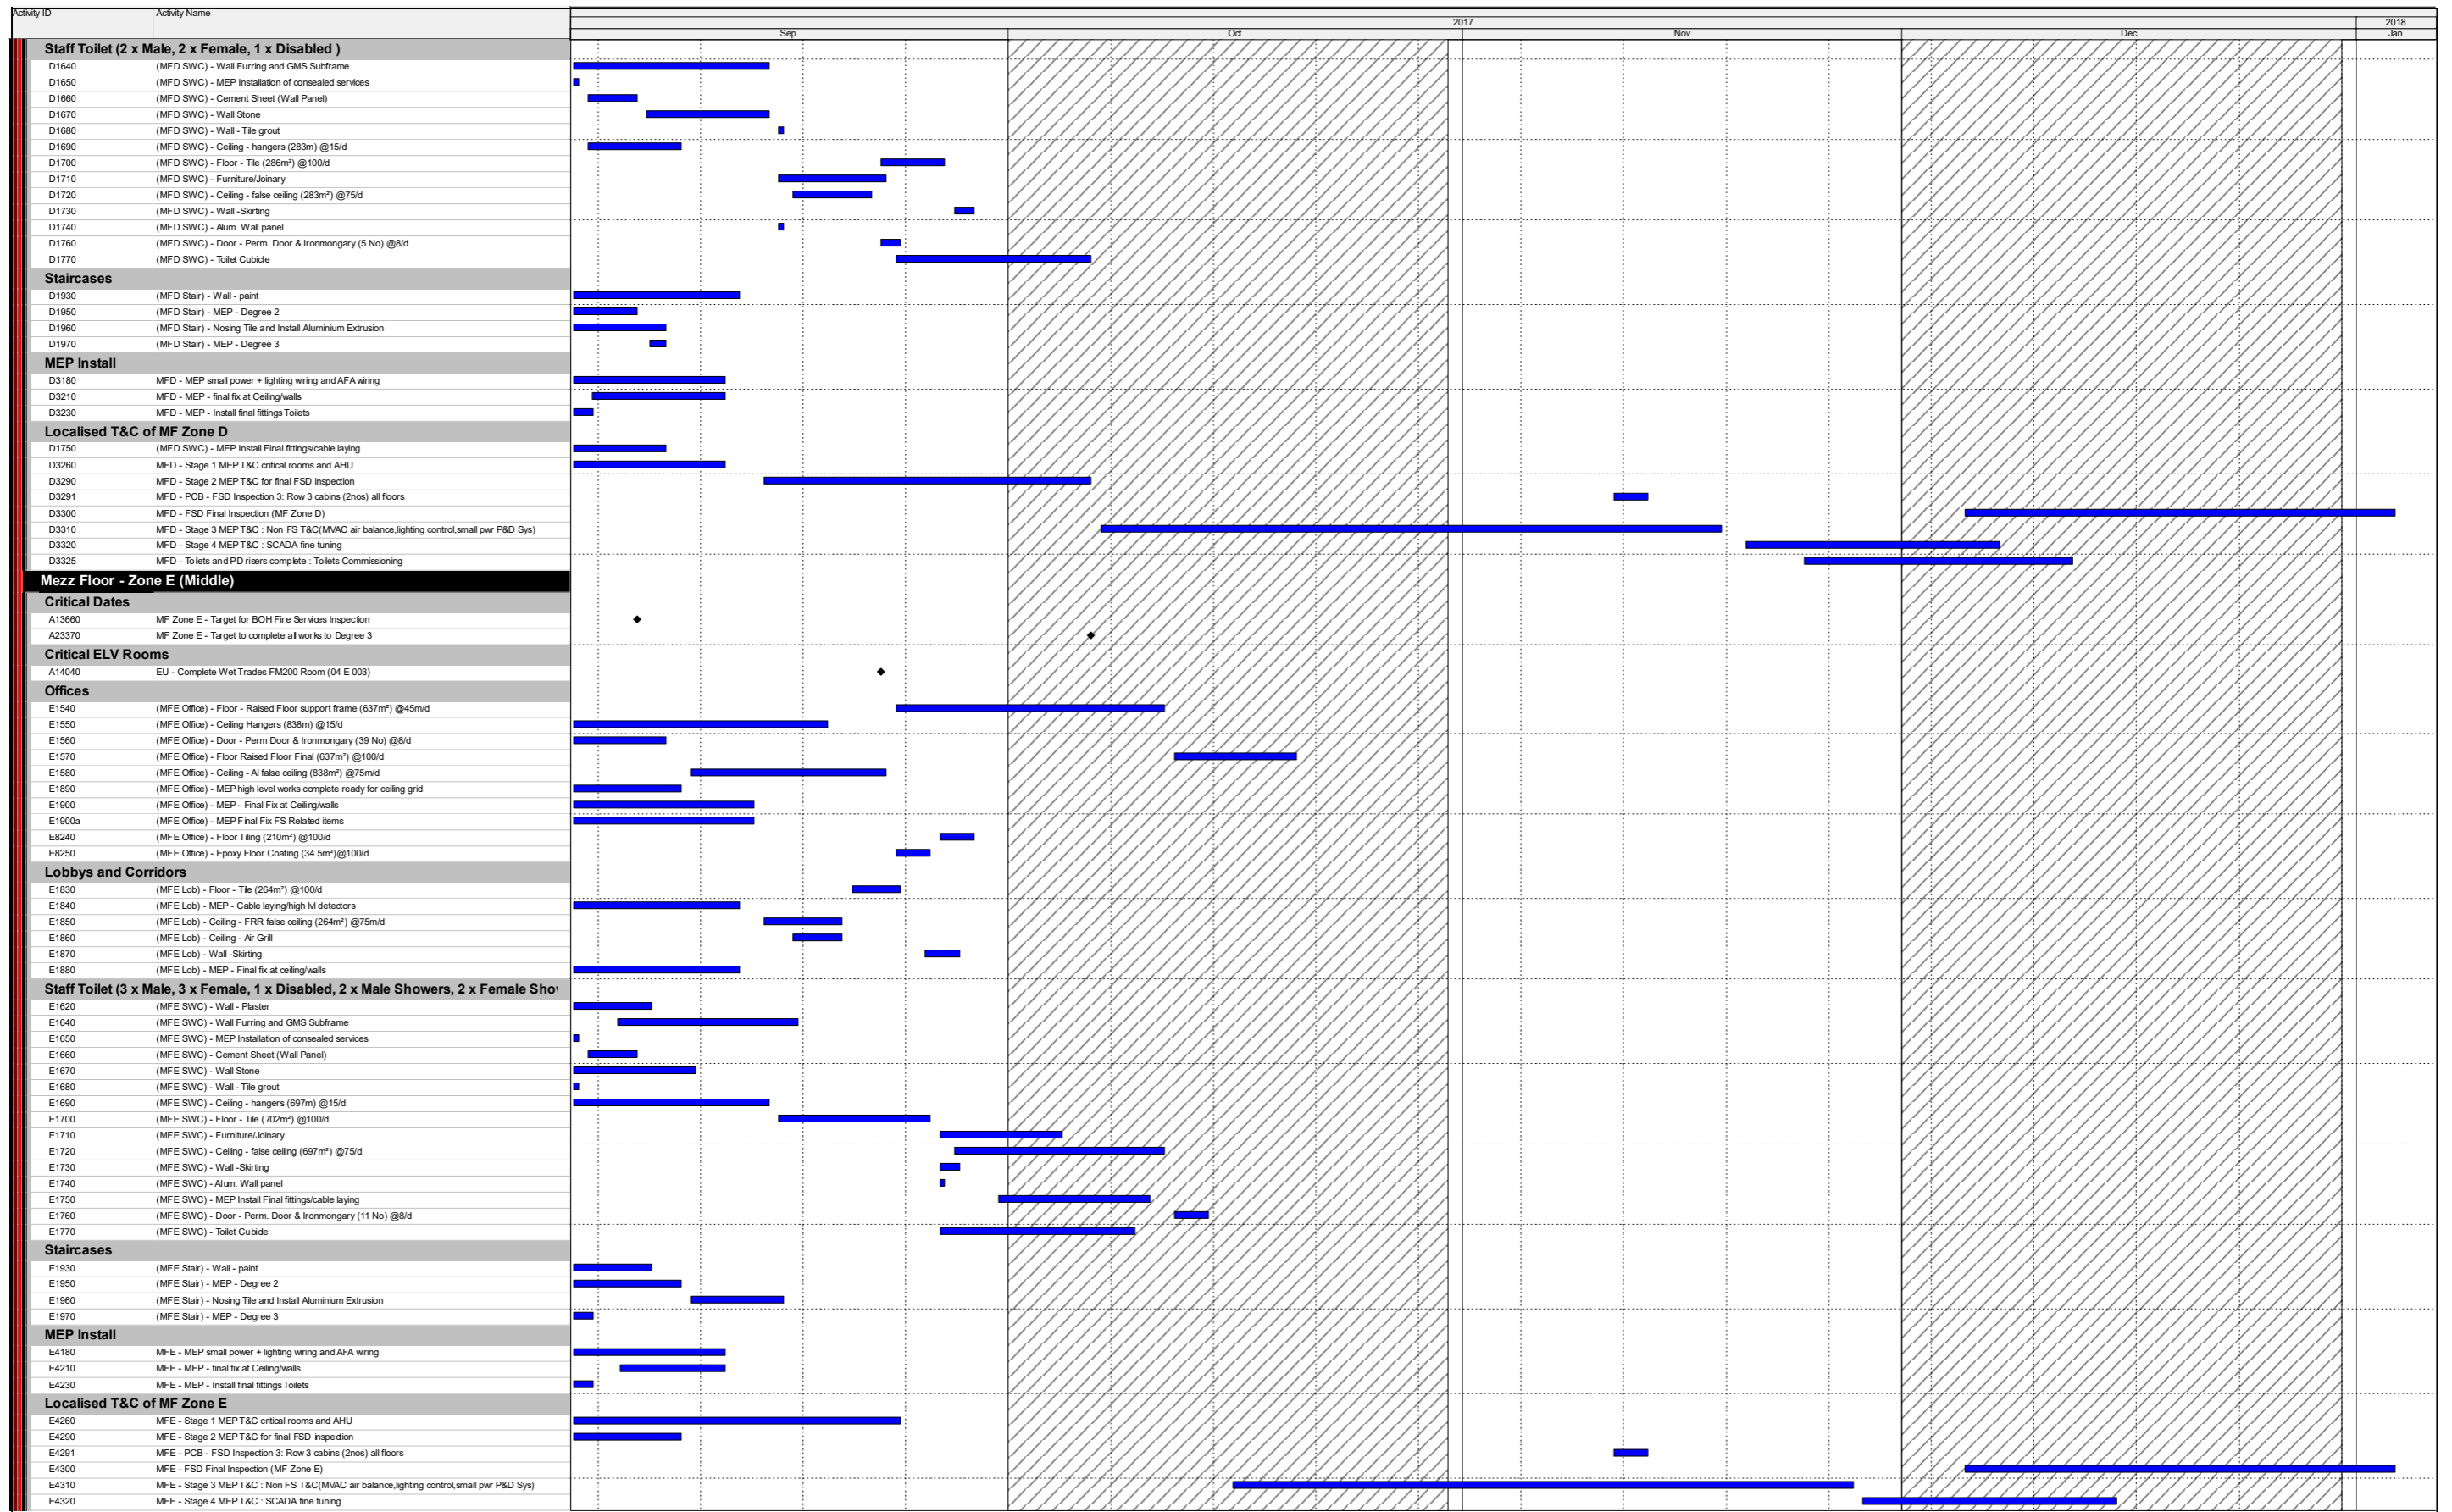 Activity ID Activity Name
2017 2018
Sep Oct Nov Dec Jan
Staff Toilet (2 x Male, 2 x Female, 1 x Disabled )
D1640 (MFD SWC) - Wall Furring and GMS Subframe
D1650 (MFD SWC) - MEP Installation of consealed services
D1660 (MFD SWC) - Cement Sheet (Wall Panel)
D1670 (MFD SWC) - Wall Stone
D1680 (MFD SWC) - Wall - Tile grout
D1690 (MFD SWC) - Ceiling - hangers (283m) @15/d
D1700 (MFD SWC) - Floor - Tile (286m²) @100/d
D1710 (MFD SWC) - Furniture/Joinary
D1720 (MFD SWC) - Ceiling - false ceiling (283m²) @75/d
D1730 (MFD SWC) - Wall -Skirting
D1740 (MFD SWC) - Alum. Wall panel
D1760 (MFD SWC) - Door - Perm. Door & Ironmongary (5 No) @8/d
D1770 (MFD SWC) - Toilet Cubicle
Staircases
D1930 (MFD Stair) - Wall - paint
D1950 (MFD Stair) - MEP - Degree 2
D1960 (MFD Stair) - Nosing Tile and Install Aluminium Extrusion
D1970 (MFD Stair) - MEP - Degree 3
MEP Install
D3180 MFD - MEP small power + lighting wiring and AFA wiring
D3210 MFD - MEP - final fix at Ceiling/walls
D3230 MFD - MEP - Install final fittings Toilets
Localised T&C of MF Zone D
D1750 (MFD SWC) - MEP Install Final fittings/cable laying
D3260 MFD - Stage 1 MEP T&C critical rooms and AHU
D3290 MFD - Stage 2 MEP T&C for final FSD inspection
D3291 MFD - PCB - FSD Inspection 3: Row 3 cabins (2nos) all floors
D3300 MFD - FSD Final Inspection (MF Zone D)
D3310 MFD - Stage 3 MEP T&C : Non FS T&C(MVAC air balance,lighting control,small pwr P&D Sys)
D3320 MFD - Stage 4 MEP T&C : SCADA fine tuning
D3325 MFD - Toilets and PD risers complete : Toilets Commissioning
Mezz Floor - Zone E (Middle)
Critical Dates
A13660 MF Zone E - Target for BOH Fire Services Inspection
A23370 MF Zone E - Target to complete all works to Degree 3
Critical ELV Rooms
A14040 EU - Complete Wet Trades FM200 Room (04 E 003)
Offices
E1540 (MFE Office) - Floor - Raised Floor support frame (637m²) @45m/d
E1550 (MFE Office) - Ceiling Hangers (838m) @15/d
E1560 (MFE Office) - Door - Perm Door & Ironmongary (39 No) @8/d
E1570 (MFE Office) - Floor Raised Floor Final (637m²) @100/d
E1580 (MFE Office) - Ceiling - Al false ceiling (838m²) @75m/d
E1890 (MFE Office) - MEP high level works complete ready for ceiling grid
E1900 (MFE Office) - MEP - Final Fix at Ceiling/walls
E1900a (MFE Office) - MEP Final Fix FS Related items
E8240 (MFE Office) - Floor Tiling (210m²) @100/d
E8250 (MFE Office) - Epoxy Floor Coating (34.5m²)@100/d
Lobbys and Corridors
E1830 (MFE Lob) - Floor - Tile (264m²) @100/d
E1840 (MFE Lob) - MEP - Cable laying/high lvl detectors
E1850 (MFE Lob) - Ceiling - FRR false ceiling (264m²) @75m/d
E1860 (MFE Lob) - Ceiling - Air Grill
E1870 (MFE Lob) - Wall -Skirting
E1880 (MFE Lob) - MEP - Final fix at ceiling/walls
Staff Toilet (3 x Male, 3 x Female, 1 x Disabled, 2 x Male Showers, 2 x Female Sho
E1620 (MFE SWC) - Wall - Plaster
E1640 (MFE SWC) - Wall Furring and GMS Subframe
E1650 (MFE SWC) - MEP Installation of consealed services
E1660 (MFE SWC) - Cement Sheet (Wall Panel)
E1670 (MFE SWC) - Wall Stone
E1680 (MFE SWC) - Wall - Tile grout
E1690 (MFE SWC) - Ceiling - hangers (697m) @15/d
E1700 (MFE SWC) - Floor - Tile (702m²) @100/d
E1710 (MFE SWC) - Furniture/Joinary
E1720 (MFE SWC) - Ceiling - false ceiling (697m²) @75/d
E1730 (MFE SWC) - Wall -Skirting
E1740 (MFE SWC) - Alum. Wall panel
E1750 (MFE SWC) - MEP Install Final fittings/cable laying
E1760 (MFE SWC) - Door - Perm. Door & Ironmongary (11 No) @8/d
E1770 (MFE SWC) - Toilet Cubicle
Staircases
E1930 (MFE Stair) - Wall - paint
E1950 (MFE Stair) - MEP - Degree 2
E1960 (MFE Stair) - Nosing Tile and Install Aluminium Extrusion
E1970 (MFE Stair) - MEP - Degree 3
MEP Install
E4180 MFE - MEP small power + lighting wiring and AFA wiring
E4210 MFE - MEP - final fix at Ceiling/walls
E4230 MFE - MEP - Install final fittings Toilets
Localised T&C of MF Zone E
E4260 MFE - Stage 1 MEP T&C critical rooms and AHU
E4290 MFE - Stage 2 MEP T&C for final FSD inspection
E4291 MFE - PCB - FSD Inspection 3: Row 3 cabins (2nos) all floors
E4300 MFE - FSD Final Inspection (MF Zone E)
E4310 MFE - Stage 3 MEP T&C : Non FS T&C(MVAC air balance,lighting control,small pwr P&D Sys)
E4320 MFE - Stage 4 MEP T&C : SCADA fine tuning